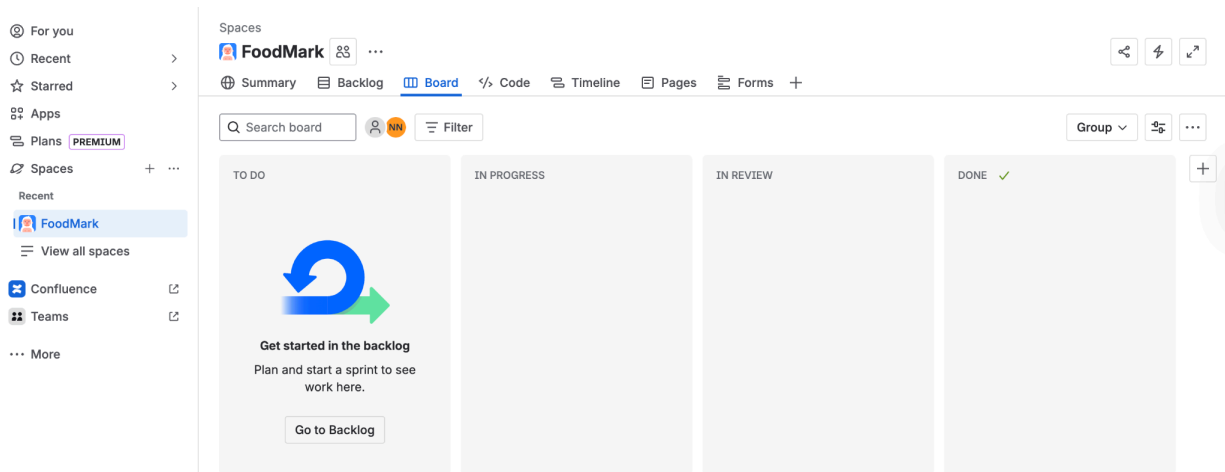 For you
Recent
Starred
Apps
Plans PREMIUM
Spaces
Recent
FoodMark
View all spaces
Confluence
Teams
More
Spaces
FoodMark
Summary Backlog Board Code Timeline Pages Forms
Search board NN Filter Group
TO DO IN PROGRESS IN REVIEW DONE
Get started in the backlog
Plan and start a sprint to see
work here.
Go to Backlog